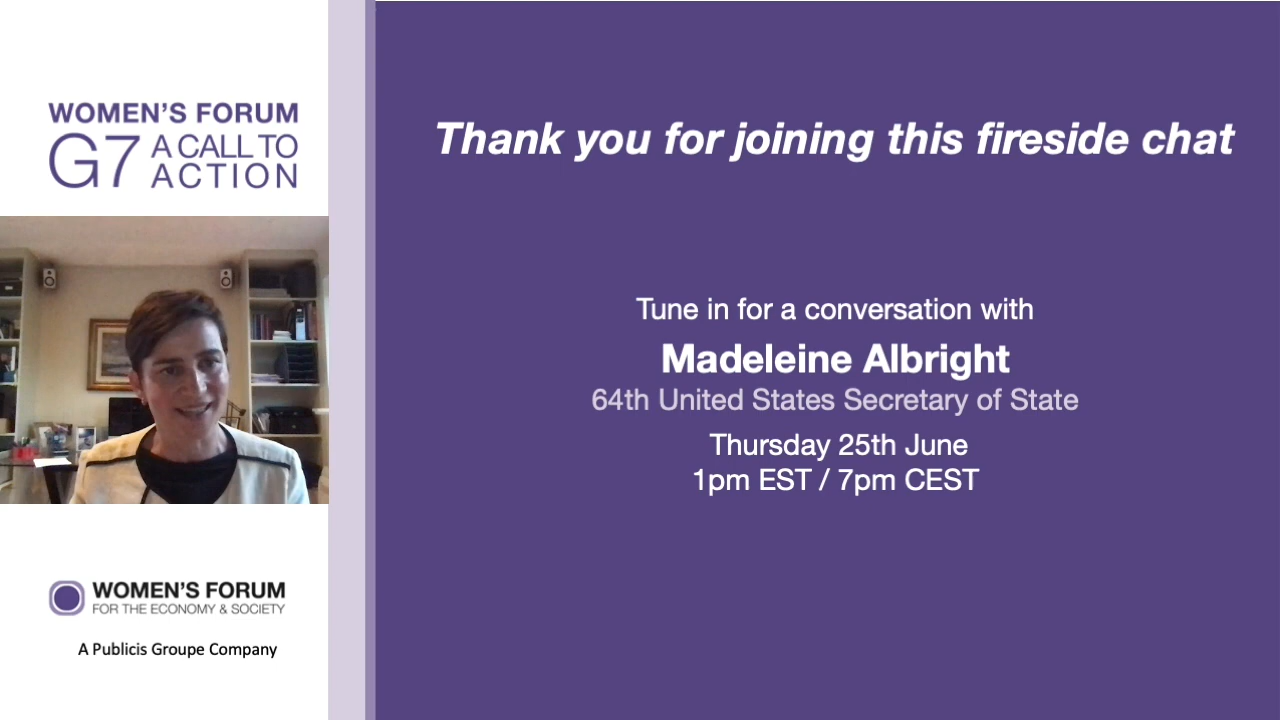 WOMEN'S FORUM
G7 A CALL TO
ACTION
WOMEN'S FORUM
FOR THE ECONOMY & SOCIETY
A Publicis Groupe Company
Thank you for joining this fireside chat
Tune in for a conversation with
Madeleine Albright
64th United States Secretary of State
Thursday 25th June
1pm EST / 7pm CEST